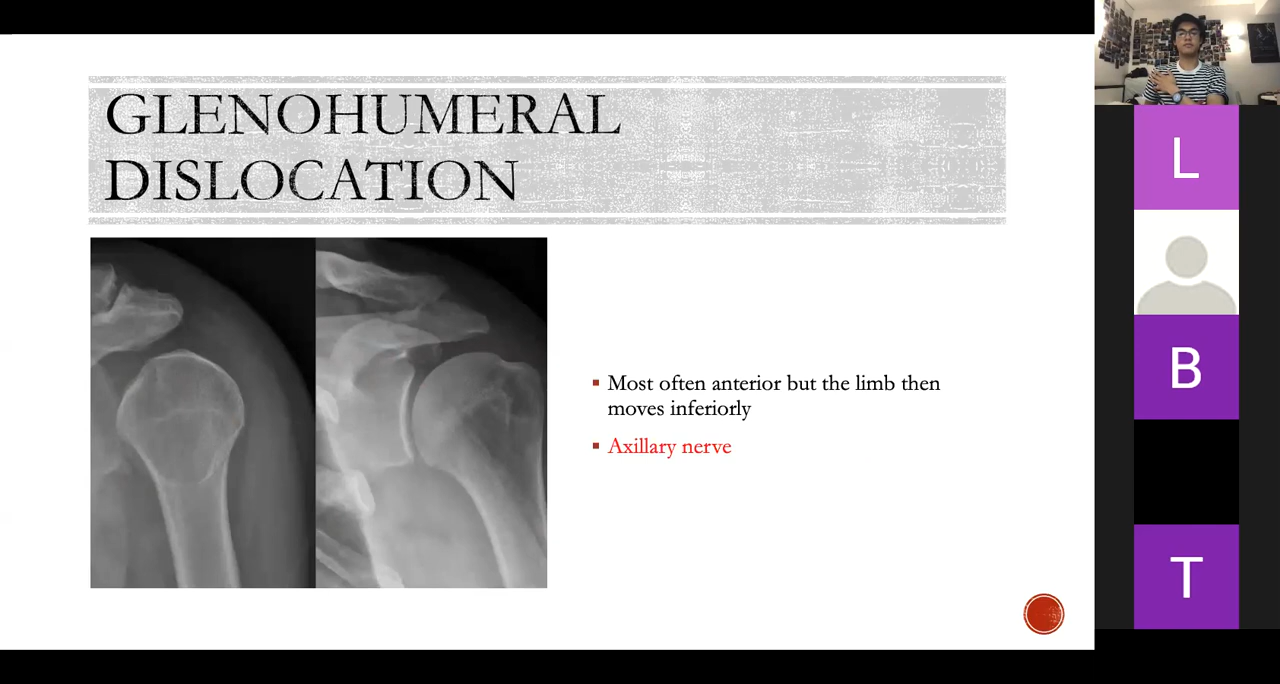 GLENOHUMERAL
DISLOCATION
Most often anterior but the limb then
moves inferiorly
Axillary nerve
L
B
T